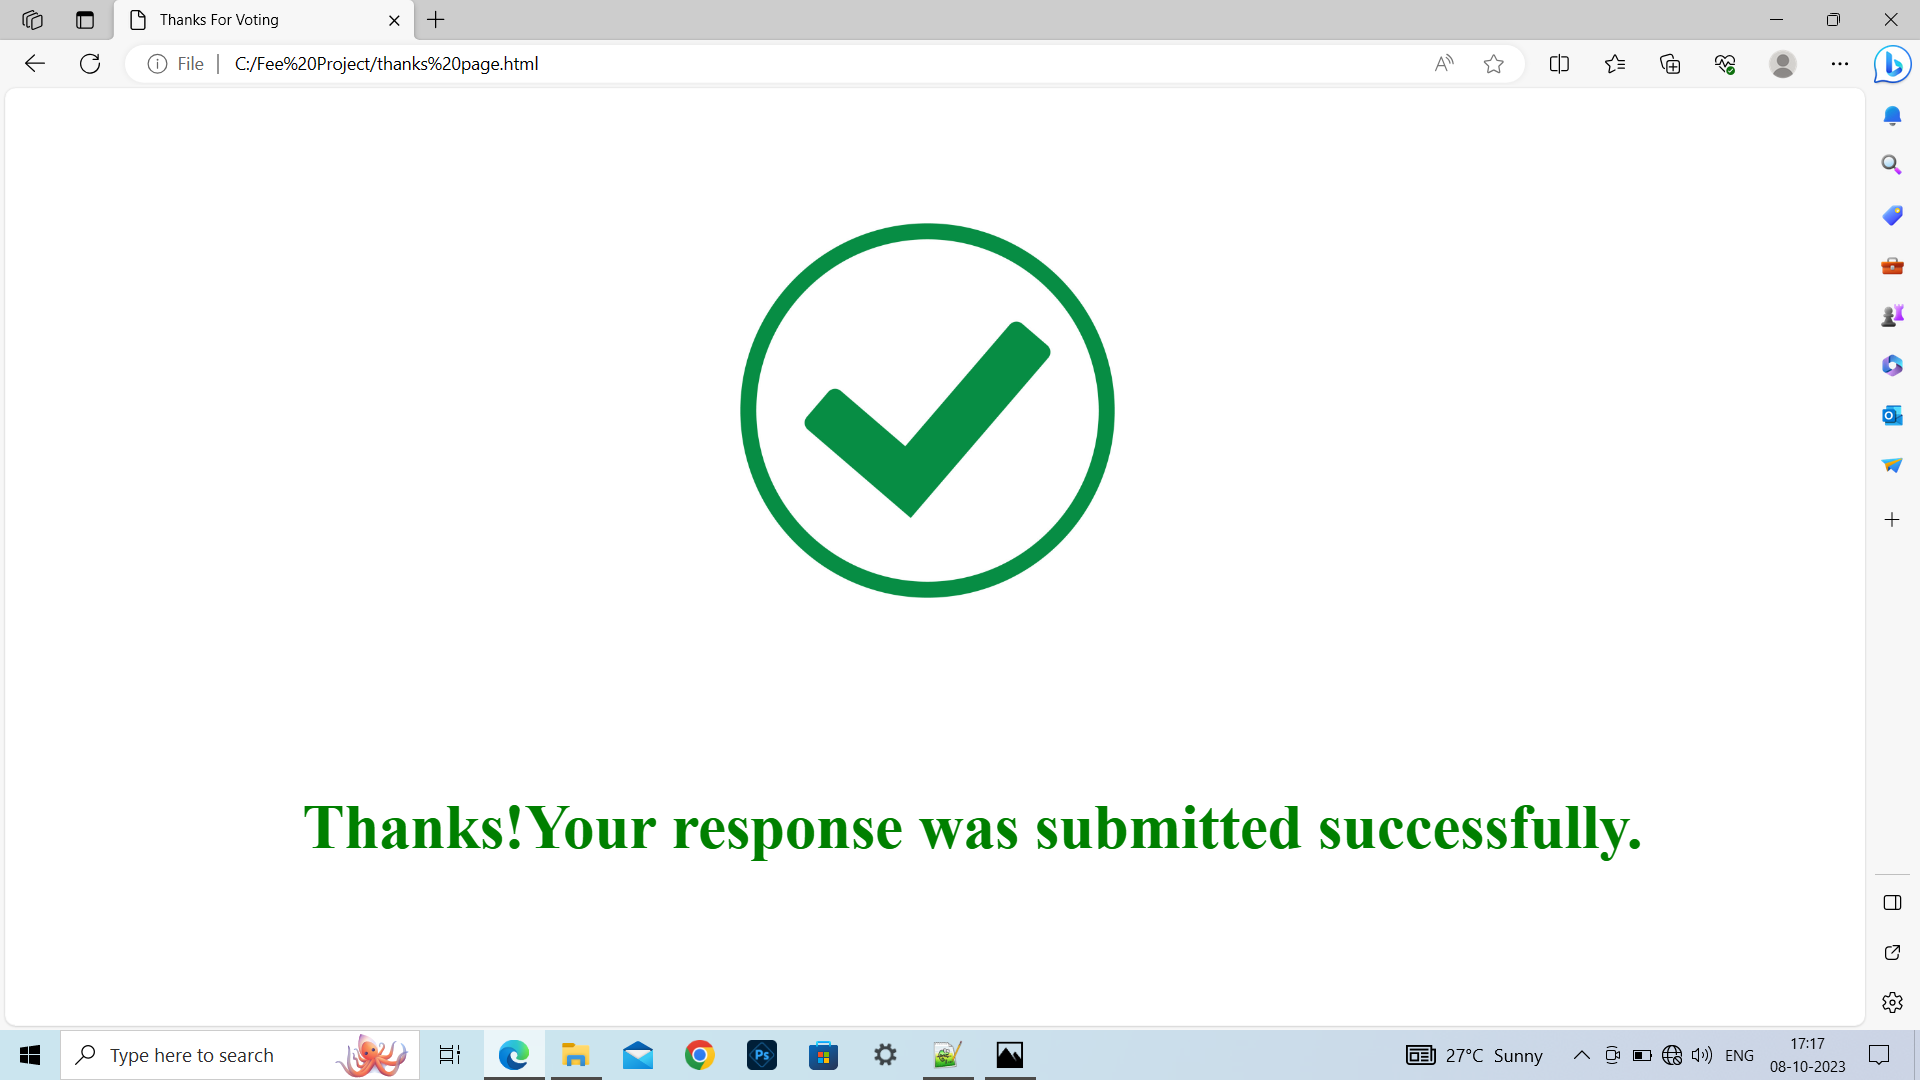 Thanks For Voting
File
C:/Fee%20Project/thanks%20page.html
Thanks!Your response was submitted successfully.
Type here to search
Ps
27°C Sunny
ENG
17:17
08-10-2023